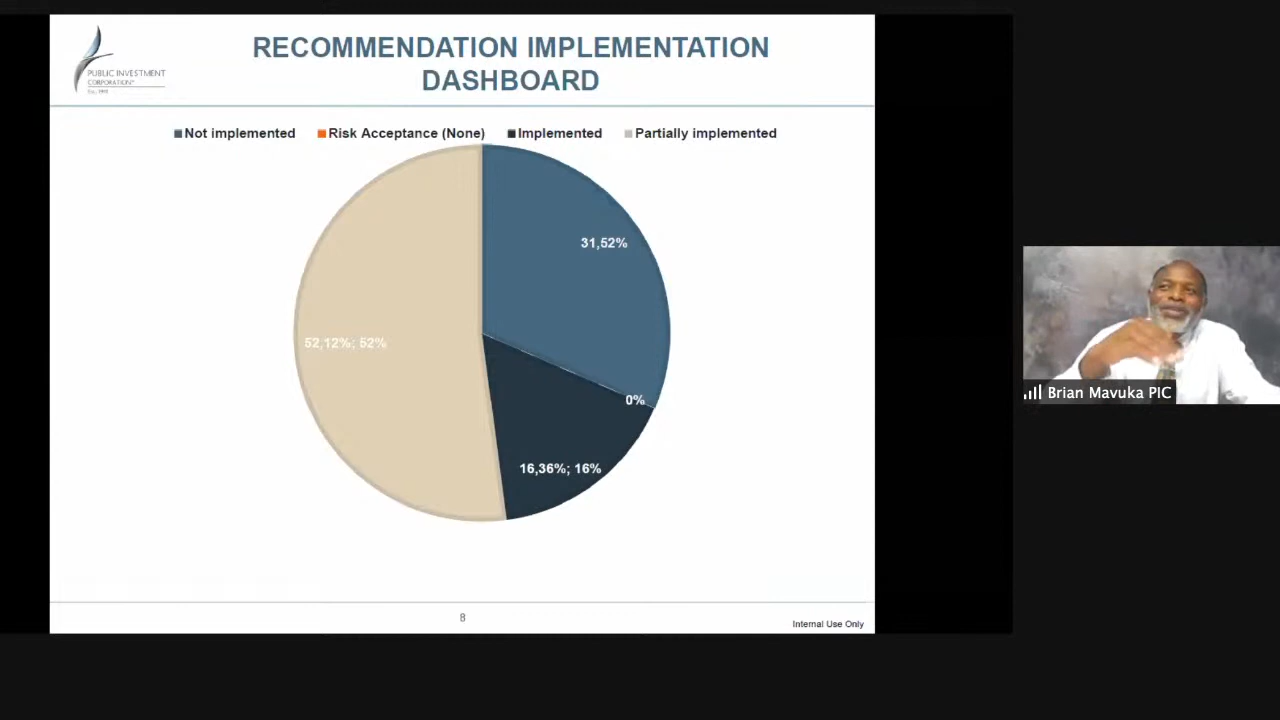 PUBLIC INVESTMENT
CORPORATION
RECOMMENDATION IMPLEMENTATION
DASHBOARD
Not implemented Risk Acceptance (None) Implemented Partially implemented
31,52%
52,12%; 52%
0%
16,36%; 16%
8
Internal Use Only
Brian Mavuka PIC